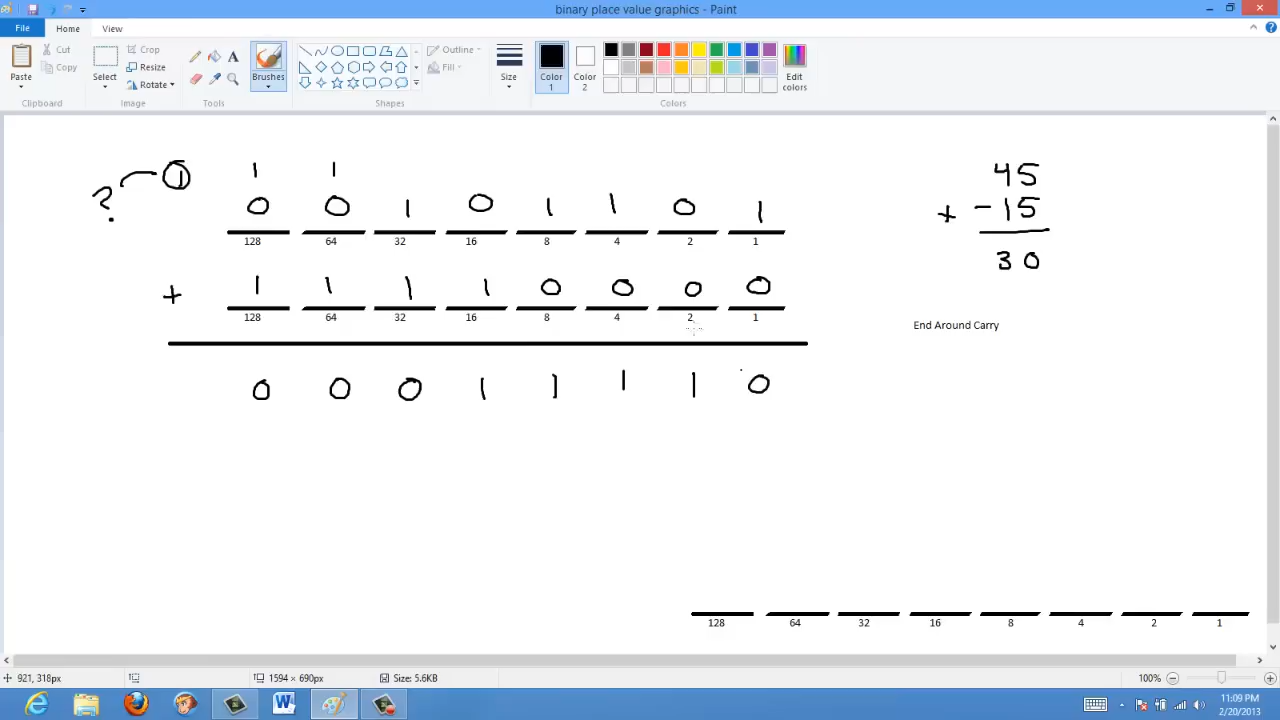 binary place value graphics - Paint
File Home View
Paste Cut Copy Select Crop Resize Rotate A Brushes Outline Fill Size Color 1 Color 2 Edit colors
Clipboard Image Tools Shapes Colors
? 1 1 1
0 0 1 0 1 1 0 1
128 64 32 16 8 4 2 1
+ 1 1 1 1 0 0 0 0
128 64 32 16 8 4 2 1
0 0 0 1 1 1 1 0
45
+ -15
30
End Around Carry
128 64 32 16 8 4 2 1
921, 318px 1594 × 690px Size: 5.6KB 100%
11:09 PM
2/20/2013